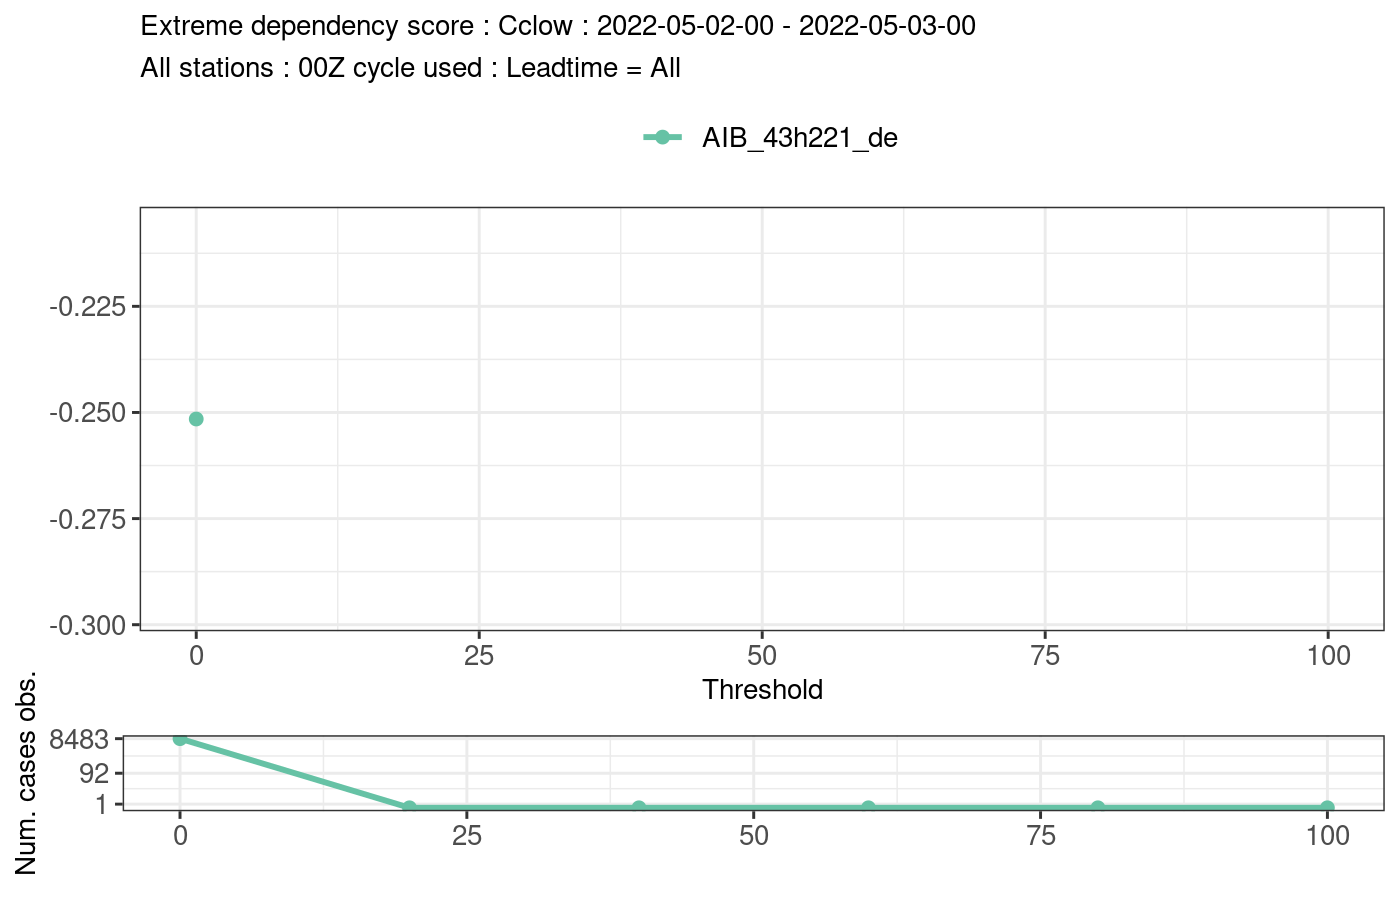 Extreme dependency score : Cclow : 2022-05-02-00 - 2022-05-03-00
All stations : 00Z cycle used : Leadtime = All
AIB_43h221_de
-0.225
-0.250
-0.275
-0.300
0 25 50 75 100
Threshold
Num. cases obs.
8483
92
1
0 25 50 75 100